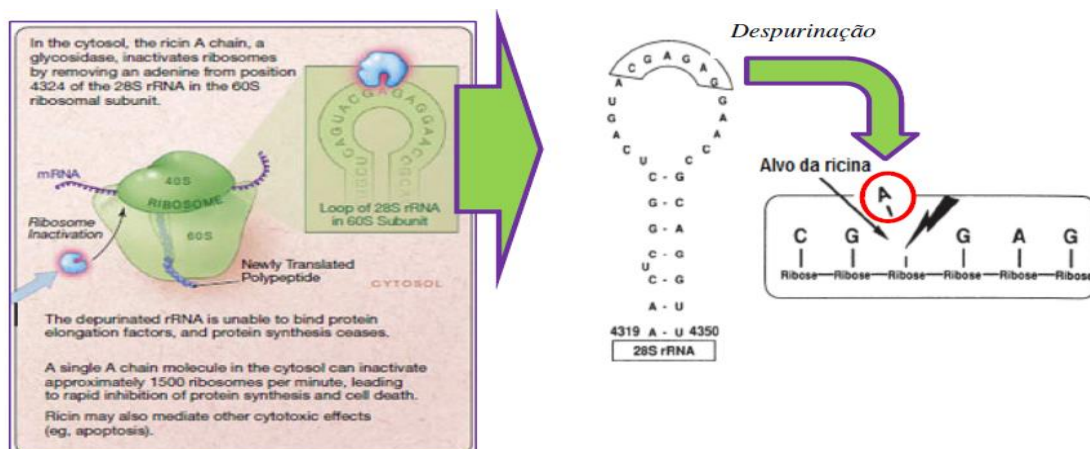 In the cytosol, the ricin A chain, a
glycosidase, inactivates ribosomes
by removing an adenine from position
4324 of the 28S rRNA in the 60S
ribosomal subunit.
mRNA
40S
RIBOSOME
60S
Ribosome
Inactivation
Newly Translated
Polypeptide
CYTOSOL
CAGUACGAGAGGAACC
Loop of 28S rRNA
in 60S Subunit
The depurinated rRNA is unable to bind protein
elongation factors, and protein synthesis ceases.
A single A chain molecule in the cytosol can inactivate
approximately 1500 ribosomes per minute, leading
to rapid inhibition of protein synthesis and cell death.
Ricin may also mediate other cytotoxic effects
(eg, apoptosis).
A C G A G A G
U G
G A
A A
C C
U C
C - G
G - C
G - A
C - G
U
C - G
A - U
4319 A - U 4350
28S rRNA
Despurinação
Alvo da ricina
A
C G G A G
Ribose Ribose Ribose Ribose Ribose Ribose